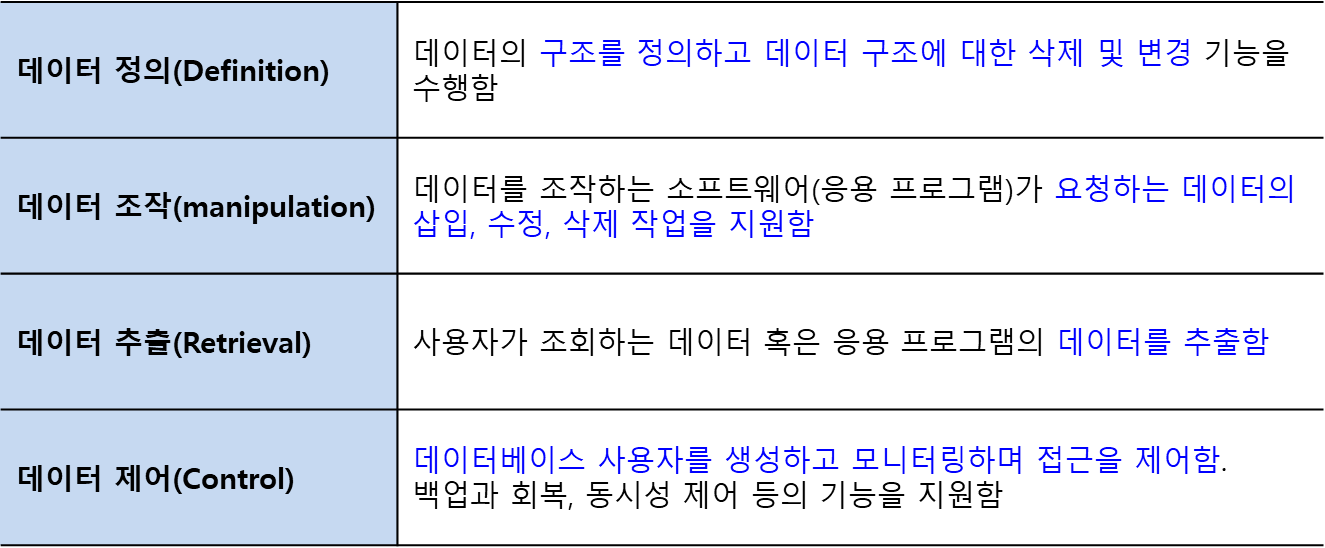 데이터 정의(Definition)
데이터의 구조를 정의하고 데이터 구조에 대한 삭제 및 변경 기능을
수행함
데이터 조작(manipulation)
데이터를 조작하는 소프트웨어(응용 프로그램)가 요청하는 데이터의
삽입, 수정, 삭제 작업을 지원함
데이터 추출(Retrieval)
사용자가 조회하는 데이터 혹은 응용 프로그램의 데이터를 추출함
데이터 제어(Control)
데이터베이스 사용자를 생성하고 모니터링하며 접근을 제어함.
백업과 회복, 동시성 제어 등의 기능을 지원함